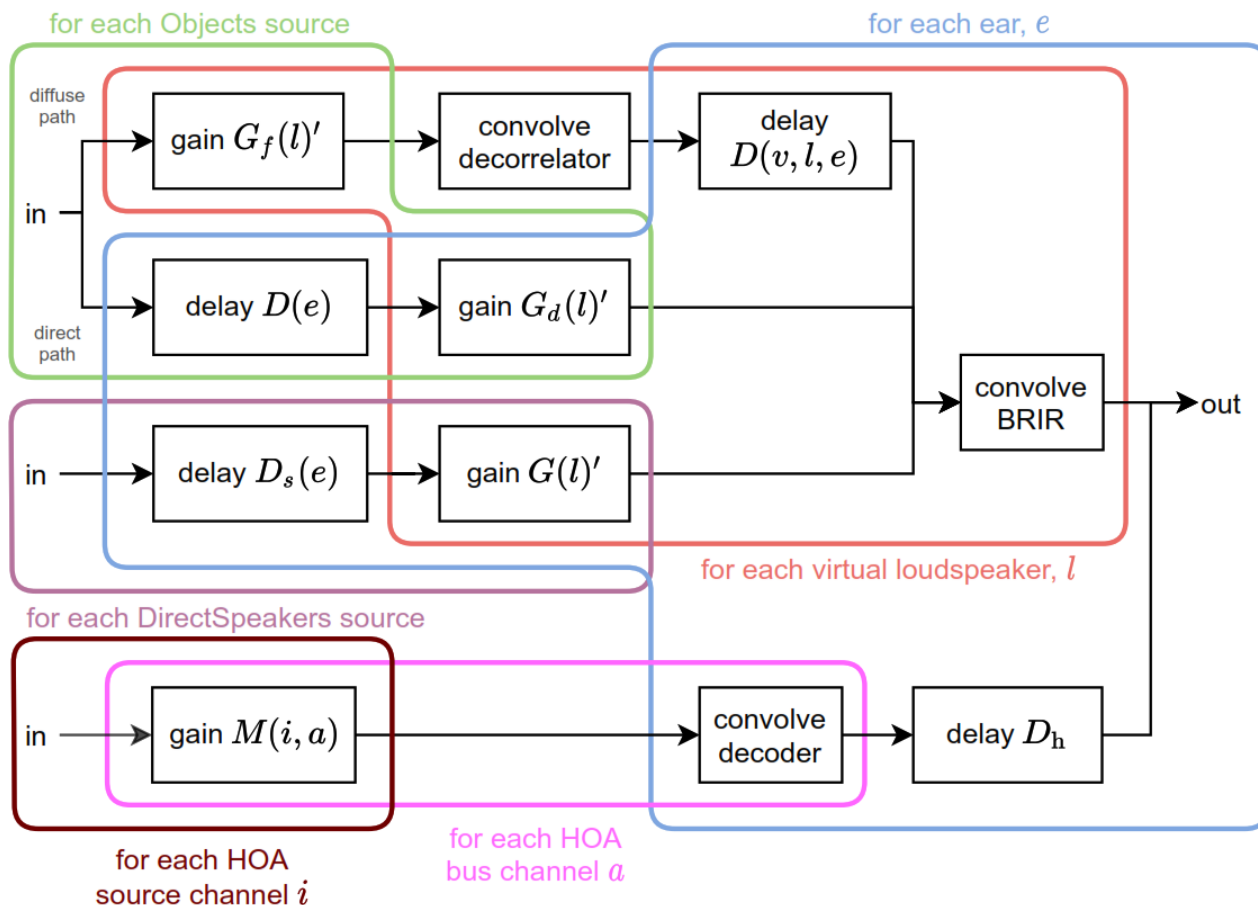 for each Objects source
for each ear, e
diffuse
path
gain G_f(l)′
convolve
decorrelator
delay
D(v, l, e)
in
delay D(e)
gain G_d(l)′
direct
path
convolve
BRIR
out
in
delay D_s(e)
gain G(l)′
for each virtual loudspeaker, l
for each DirectSpeakers source
in
gain M(i, a)
convolve
decoder
delay D_h
for each HOA
bus channel a
for each HOA
source channel i